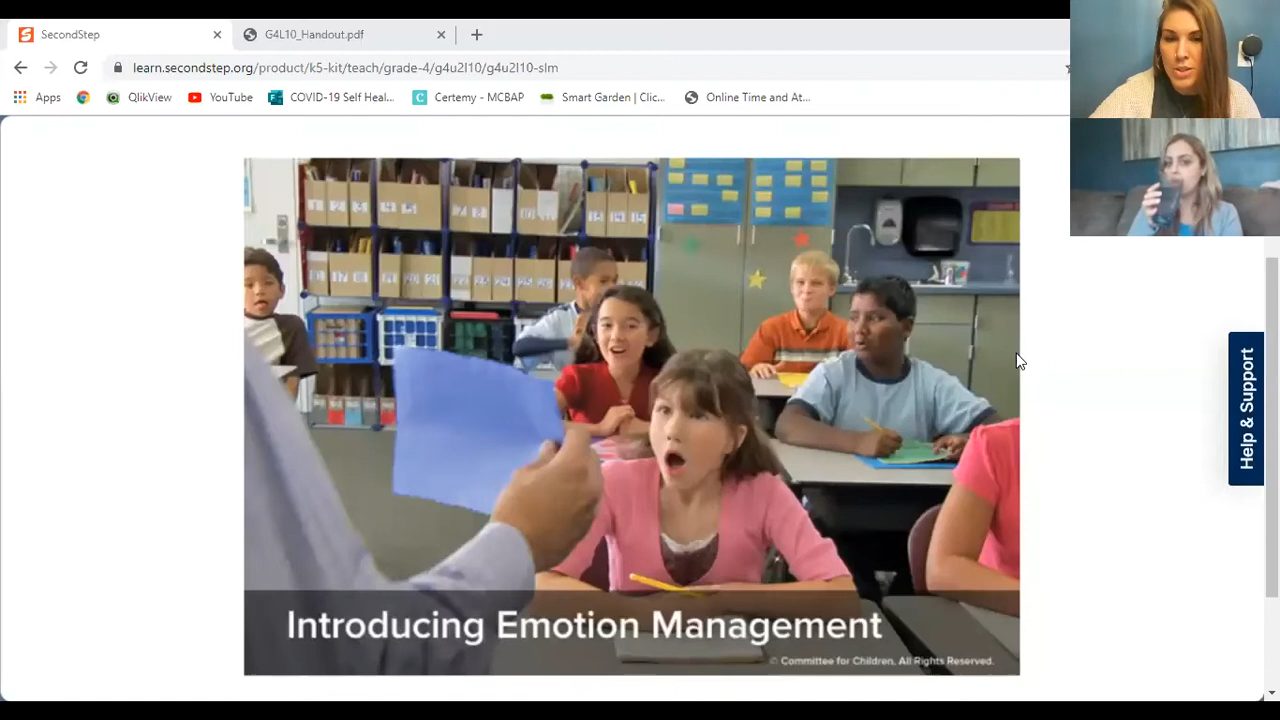 SecondStep
G4L10_Handout.pdf
learn.secondstep.org/product/k5-kit/teach/grade-4/g4u2l10/g4u2l10-slm
Apps
QlikView
YouTube
COVID-19 Self Heal...
Certemy - MCBAP
Smart Garden | Clic...
Online Time and At...
Help & Support
Introducing Emotion Management
© Committee for Children. All Rights Reserved.